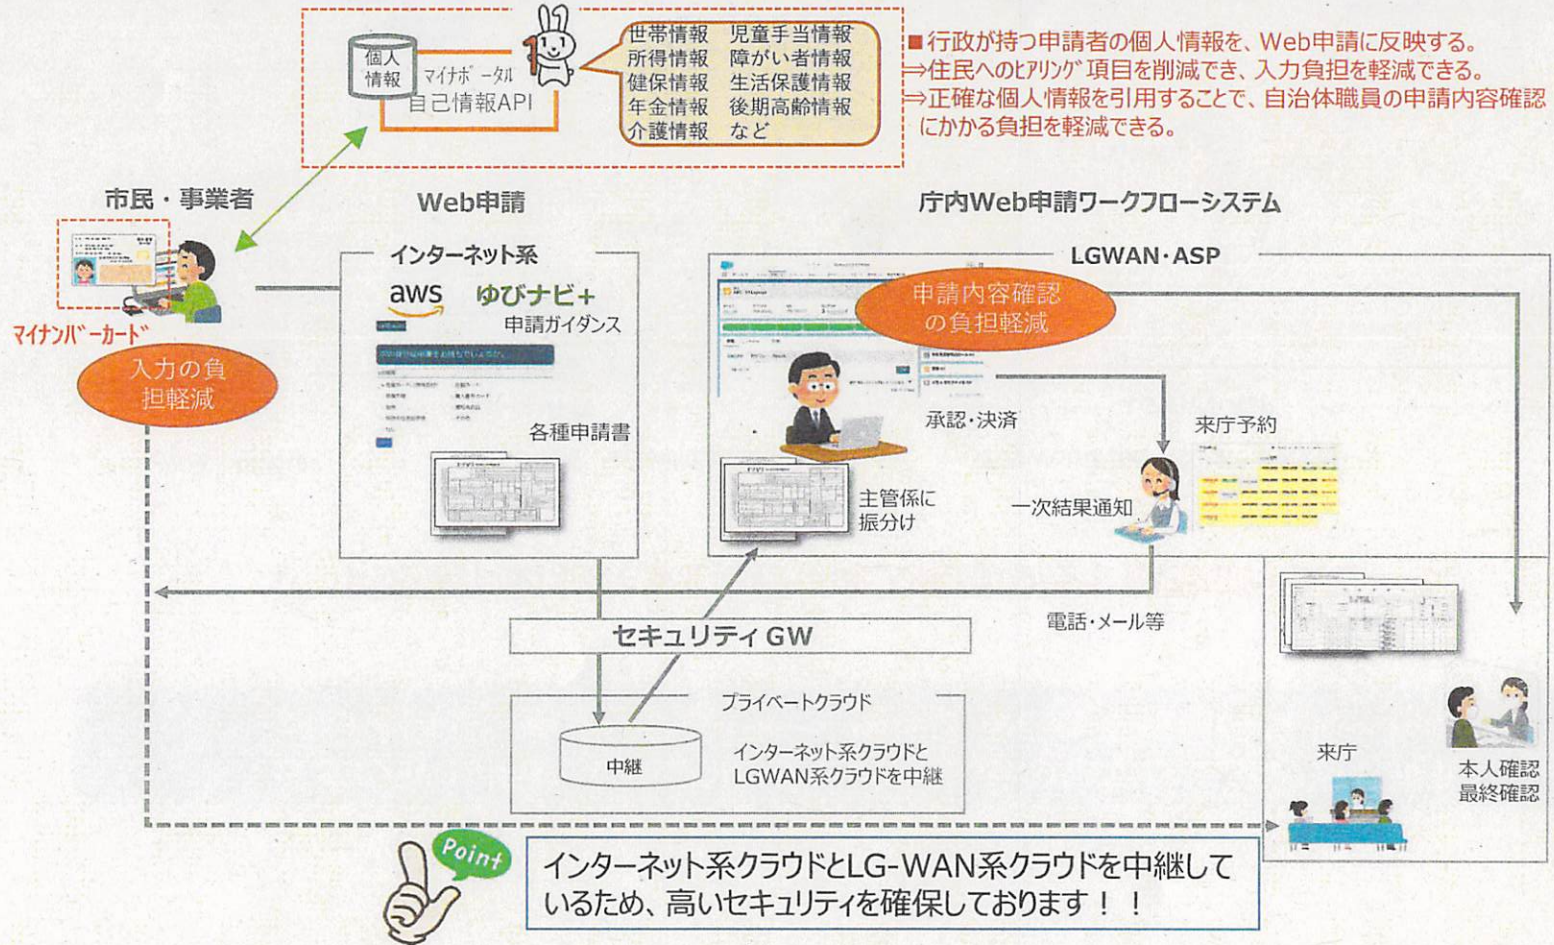 個人
情報
マイナポータル
自己情報API
1
世帯情報 児童手当情報
所得情報 障がい者情報
健保情報 生活保護情報
年金情報 後期高齢情報
介護情報 など
■行政が持つ申請者の個人情報を、Web申請に反映する。
⇒住民へのヒアリング項目を削減でき、入力負担を軽減できる。
⇒正確な個人情報を引用することで、自治体職員の申請内容確認
にかかる負担を軽減できる。
市民・事業者
Web申請
庁内Web申請ワークフローシステム
マイナンバーカード
入力の負
担軽減
インターネット系
aws
ゆびナビ+
申請ガイダンス
各種申請書
LGWAN・ASP
申請内容確認
の負担軽減
承認・決済
主管係に
振分け
一次結果通知
来庁予約
電話・メール等
セキュリティGW
プライベートクラウド
中継
インターネット系クラウドと
LGWAN系クラウドを中継
来庁
本人確認
最終確認
Point
インターネット系クラウドとLG-WAN系クラウドを中継して
いるため、高いセキュリティを確保しております！！